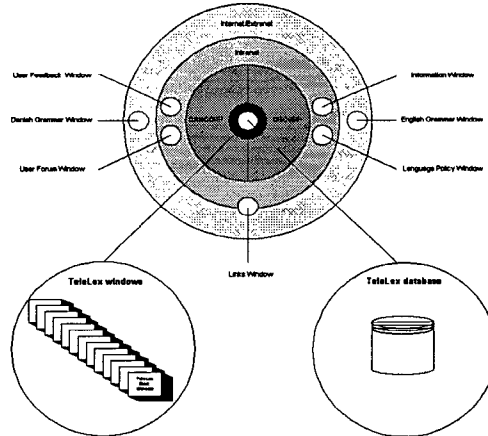 Internet/Extranet
Intranet
User Feedback Window
Information Window
Danish Grammar Window
English Grammar Window
User Forum Window
Language Policy Window
Links Window
TeleLex windows
TeleLex database